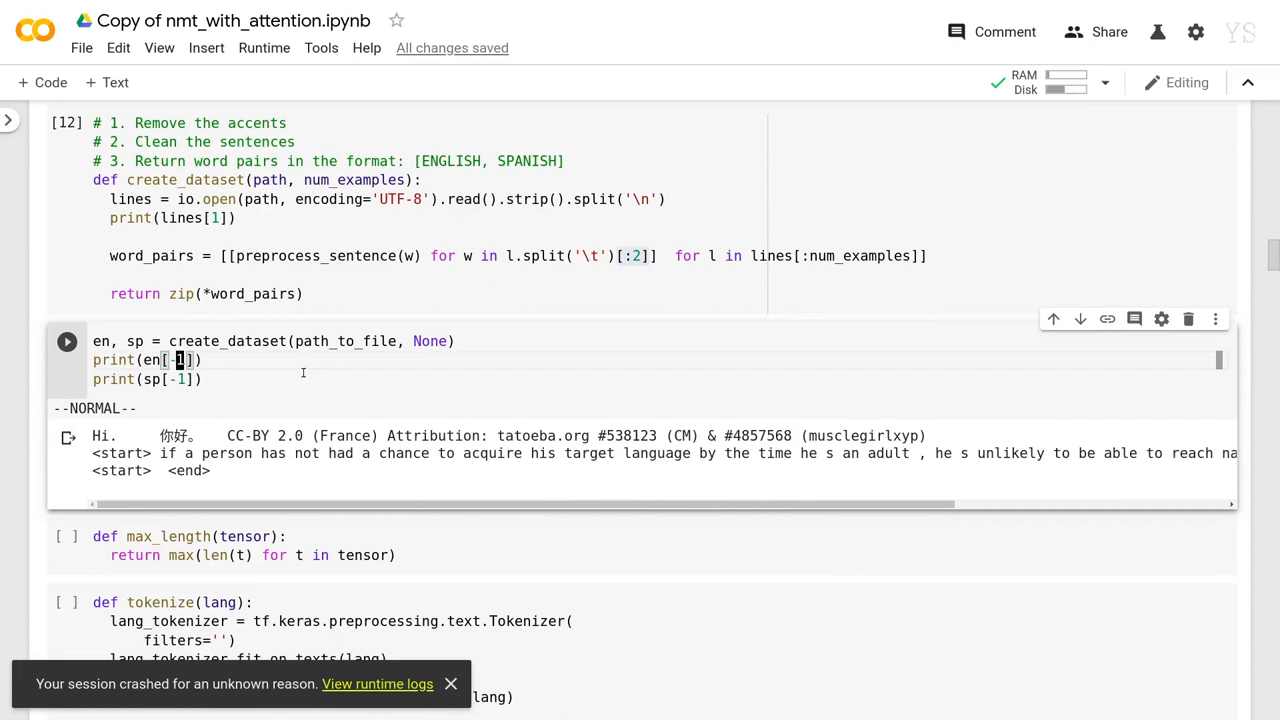 Copy of nmt_with_attention.ipynb
File Edit View Insert Runtime Tools Help All changes saved
Comment Share YS
+ Code + Text
RAM
Disk
Editing
[12] # 1. Remove the accents
# 2. Clean the sentences
# 3. Return word pairs in the format: [ENGLISH, SPANISH]
def create_dataset(path, num_examples):
lines = io.open(path, encoding='UTF-8').read().strip().split('\n')
print(lines[1])
word_pairs = [[preprocess_sentence(w) for w in l.split('\t')[:2]] for l in lines[:num_examples]]
return zip(*word_pairs)
en, sp = create_dataset(path_to_file, None)
print(en[-1])
print(sp[-1])
--NORMAL--
Hi. 你好。 CC-BY 2.0 (France) Attribution: tatoeba.org #538123 (CM) & #4857568 (musclegirlxyp)
<start> if a person has not had a chance to acquire his target language by the time he s an adult , he s unlikely to be able to reach na
<start> <end>
[ ] def max_length(tensor):
return max(len(t) for t in tensor)
[ ] def tokenize(lang):
lang_tokenizer = tf.keras.preprocessing.text.Tokenizer(
filters='')
lang_tokenizer.fit_on_texts(lang)
lang)
Your session crashed for an unknown reason. View runtime logs